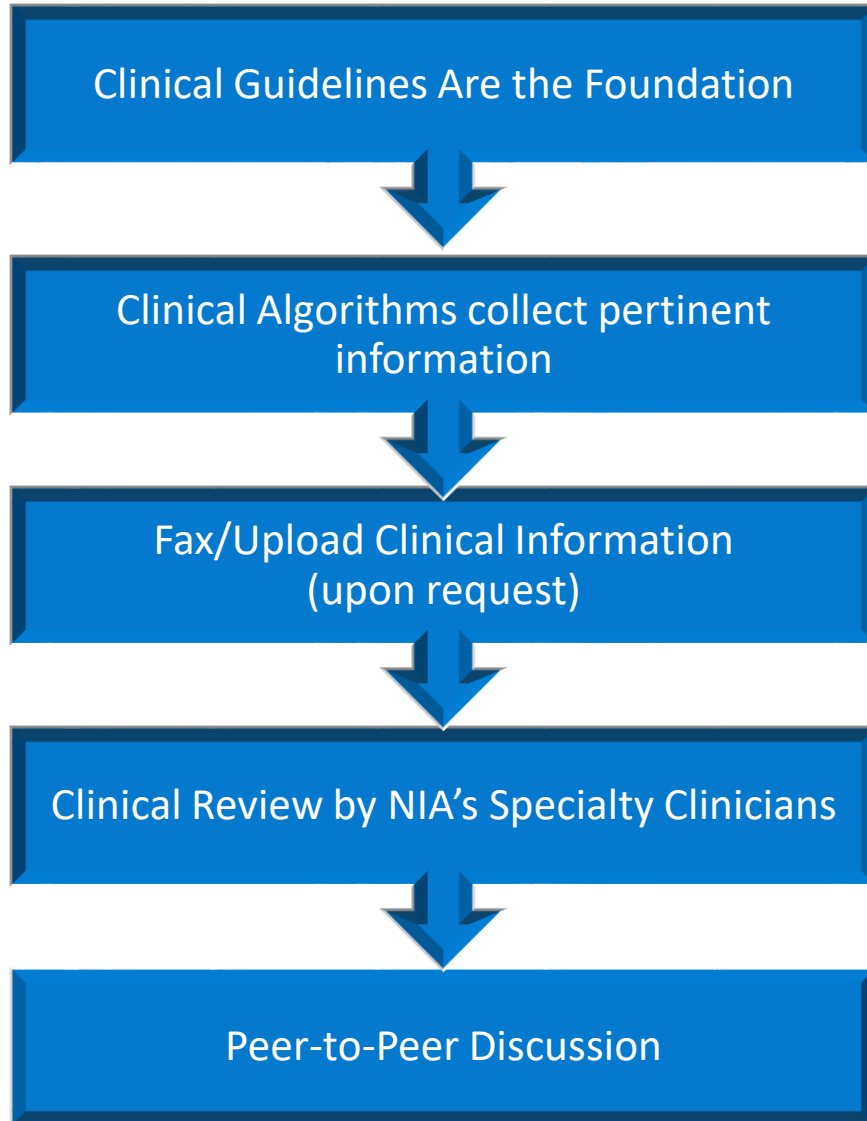 Clinical Guidelines Are the Foundation
Clinical Algorithms collect pertinent
information
Fax/Upload Clinical Information
(upon request)
Clinical Review by NIA’s Specialty Clinicians
Peer-to-Peer Discussion